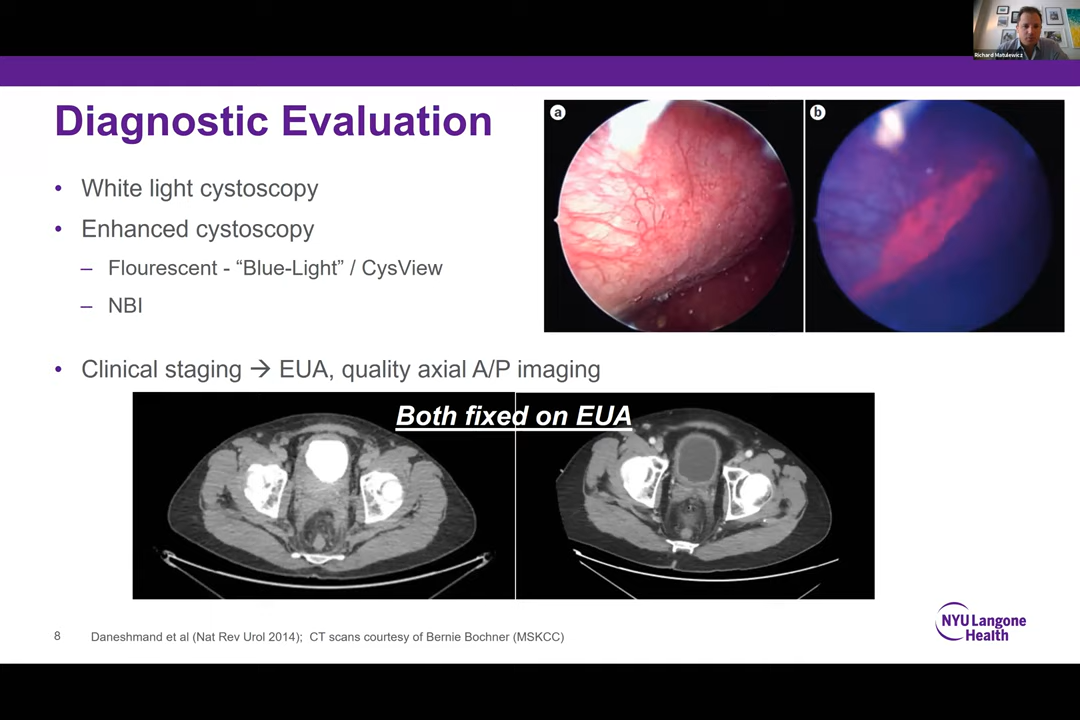 Richard Matulewicz
Diagnostic Evaluation
a
b
• White light cystoscopy
• Enhanced cystoscopy
– Flourescent - “Blue-Light” / CysView
– NBI
• Clinical staging → EUA, quality axial A/P imaging
Both fixed on EUA
8
Daneshmand et al (Nat Rev Urol 2014); CT scans courtesy of Bernie Bochner (MSKCC)
NYU Langone
Health